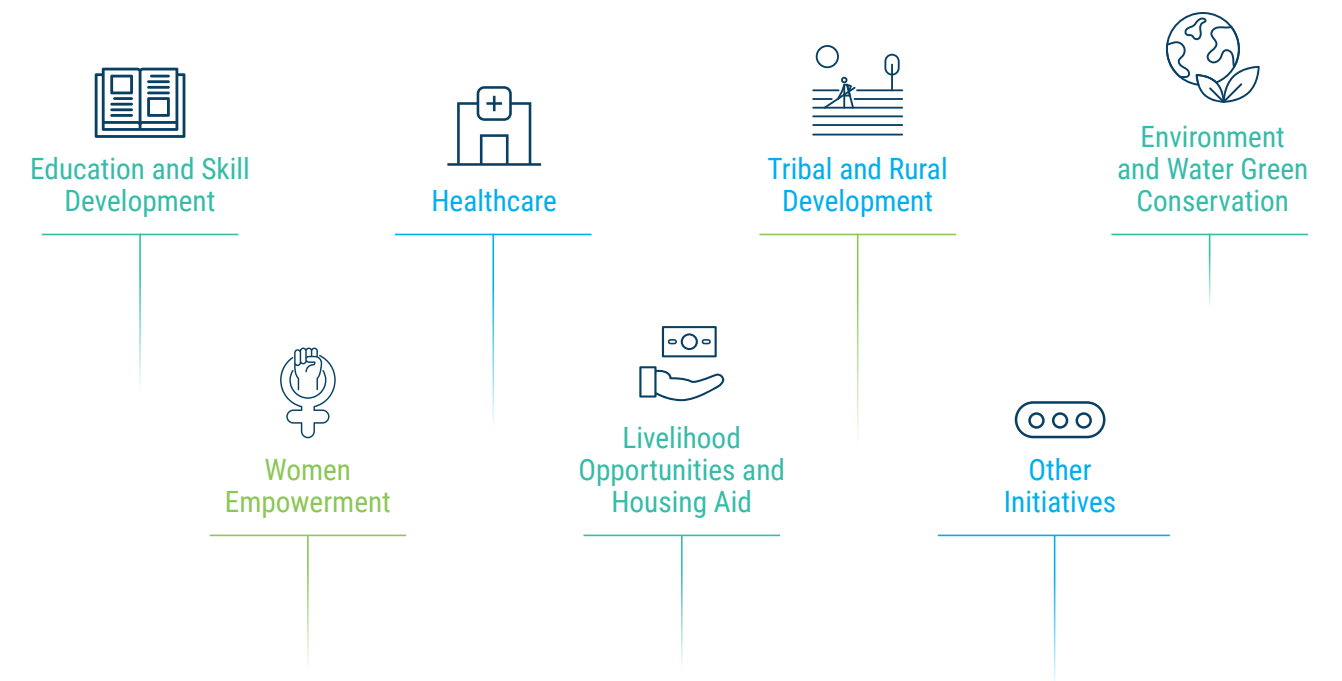 Education and Skill
Development
Healthcare
Tribal and Rural
Development
Environment
and Water Green
Conservation
Women
Empowerment
Livelihood
Opportunities and
Housing Aid
Other
Initiatives